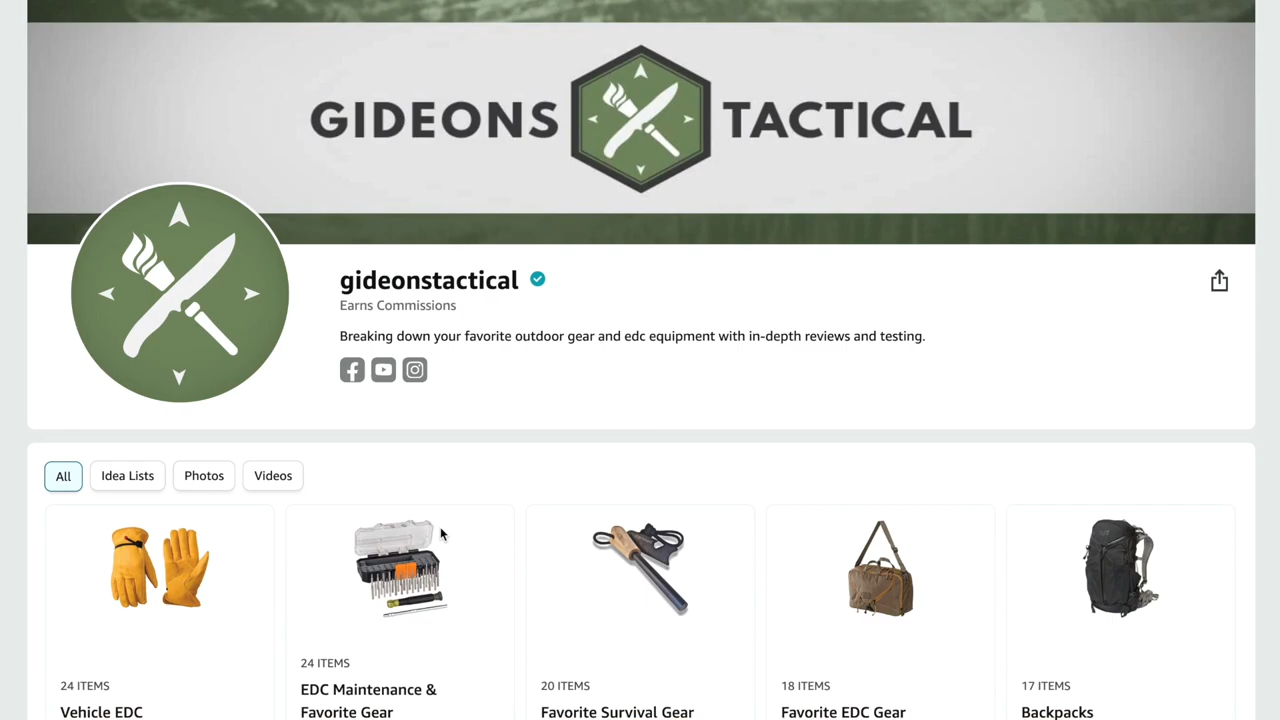 GIDEONS TACTICAL
gideonstactical
Earns Commissions
Breaking down your favorite outdoor gear and edc equipment with in-depth reviews and testing.
All
Idea Lists
Photos
Videos
24 ITEMS
Vehicle EDC
24 ITEMS
EDC Maintenance &
Favorite Gear
20 ITEMS
Favorite Survival Gear
18 ITEMS
Favorite EDC Gear
17 ITEMS
Backpacks